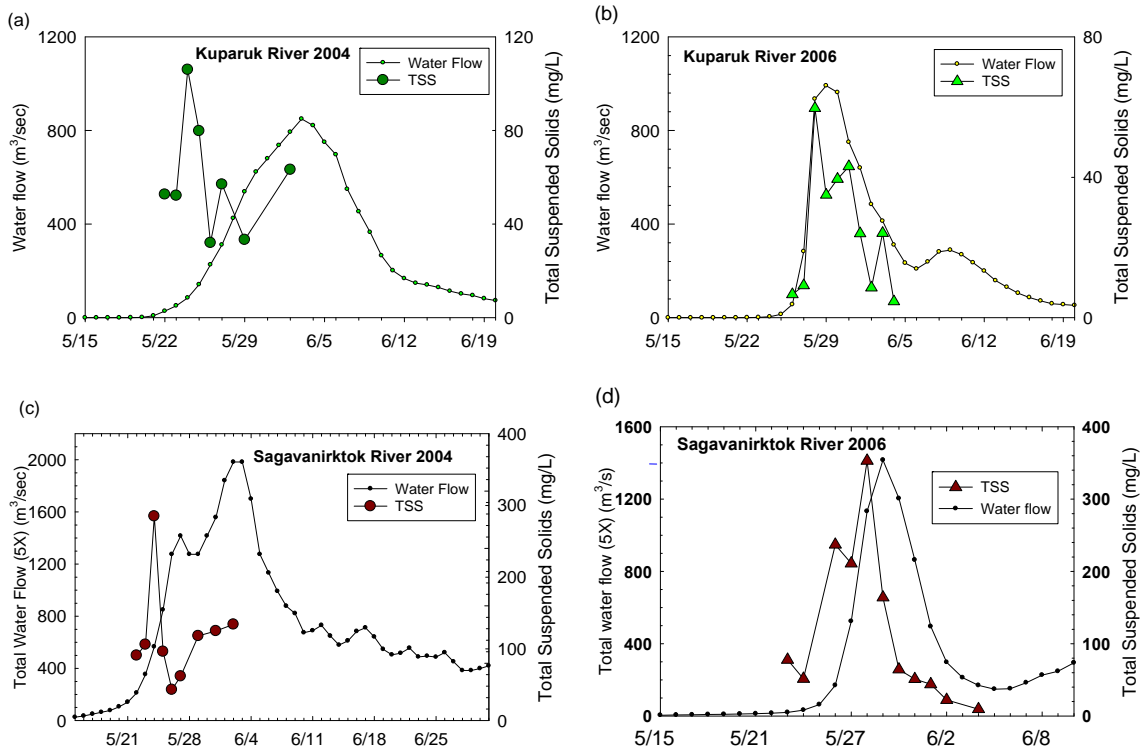 (a)
1200
800
400
0
Water flow (m³/sec)
Kuparuk River 2004
Water Flow
TSS
120
80
40
0
Total Suspended Solids (mg/L)
5/15
5/22
5/29
6/5
6/12
6/19
(b)
1200
800
400
0
Water flow (m³/sec)
Kuparuk River 2006
Water Flow
TSS
80
40
0
Total Suspended Solids (mg/L)
5/15
5/22
5/29
6/5
6/12
6/19
(c)
2000
1600
1200
800
400
0
Total Water Flow (5X) (m³/sec)
Sagavanirktok River 2004
Water Flow
TSS
400
300
200
100
0
Total Suspended Solids (mg/L)
5/21
5/28
6/4
6/11
6/18
6/25
(d)
1600
1200
800
400
0
Total water flow (5X) (m³/s)
Sagavanirktok River 2006
TSS
Water flow
400
300
200
100
0
Total Suspended Solids (mg/L)
5/15
5/21
5/27
6/2
6/8